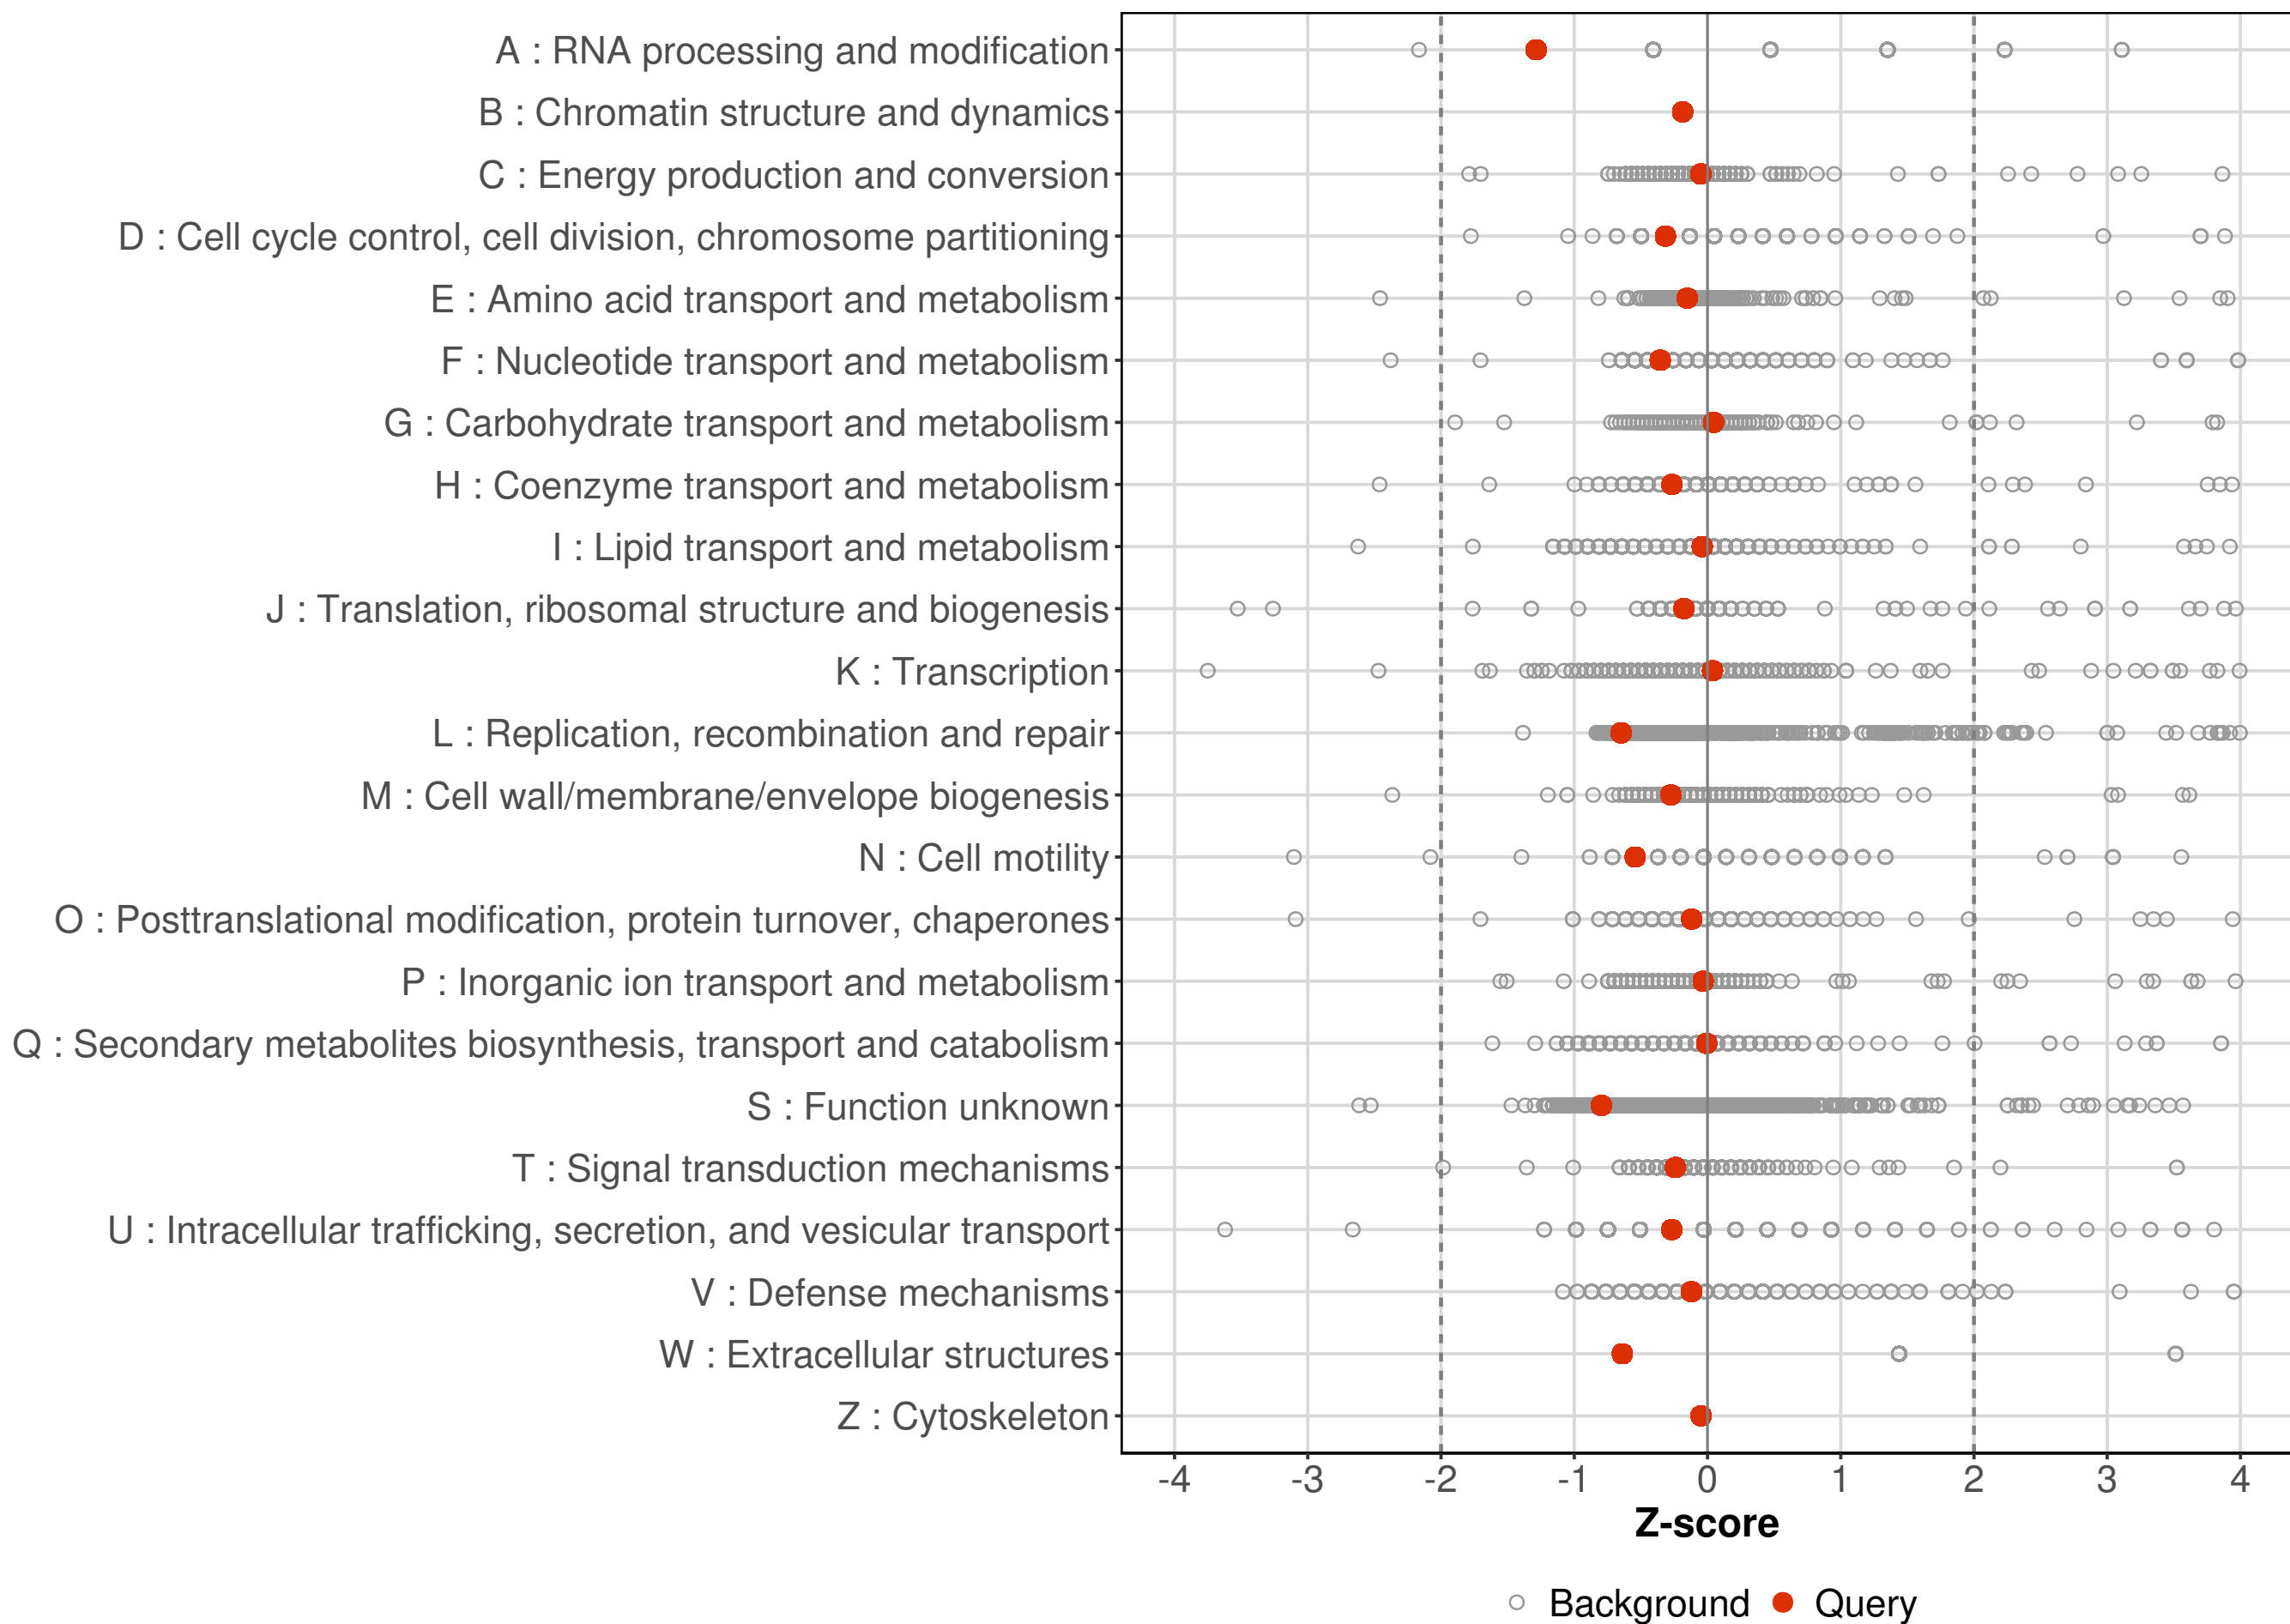 A : RNA processing and modification
B : Chromatin structure and dynamics
C : Energy production and conversion
D : Cell cycle control, cell division, chromosome partitioning
E : Amino acid transport and metabolism
F : Nucleotide transport and metabolism
G : Carbohydrate transport and metabolism
H : Coenzyme transport and metabolism
I : Lipid transport and metabolism
J : Translation, ribosomal structure and biogenesis
K : Transcription
L : Replication, recombination and repair
M : Cell wall/membrane/envelope biogenesis
N : Cell motility
O : Posttranslational modification, protein turnover, chaperones
P : Inorganic ion transport and metabolism
Q : Secondary metabolites biosynthesis, transport and catabolism
S : Function unknown
T : Signal transduction mechanisms
U : Intracellular trafficking, secretion, and vesicular transport
V : Defense mechanisms
W : Extracellular structures
Z : Cytoskeleton
-4 -3 -2 -1 0 1 2 3 4
Z-score
Background Query